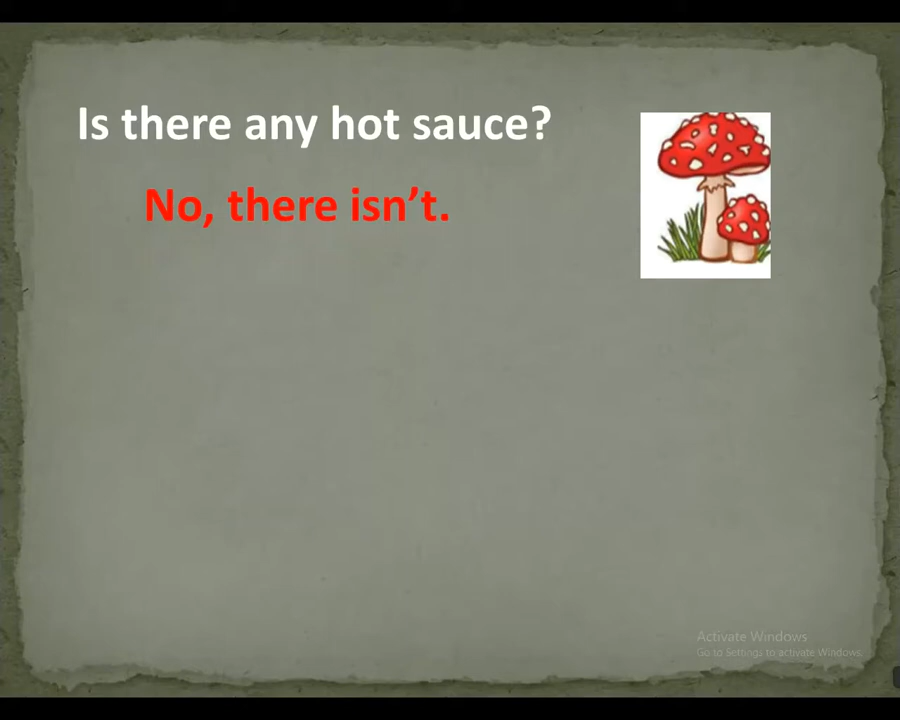 Is there any hot sauce?
No, there isn’t.
Activate Windows
Go to Settings to activate Windows.